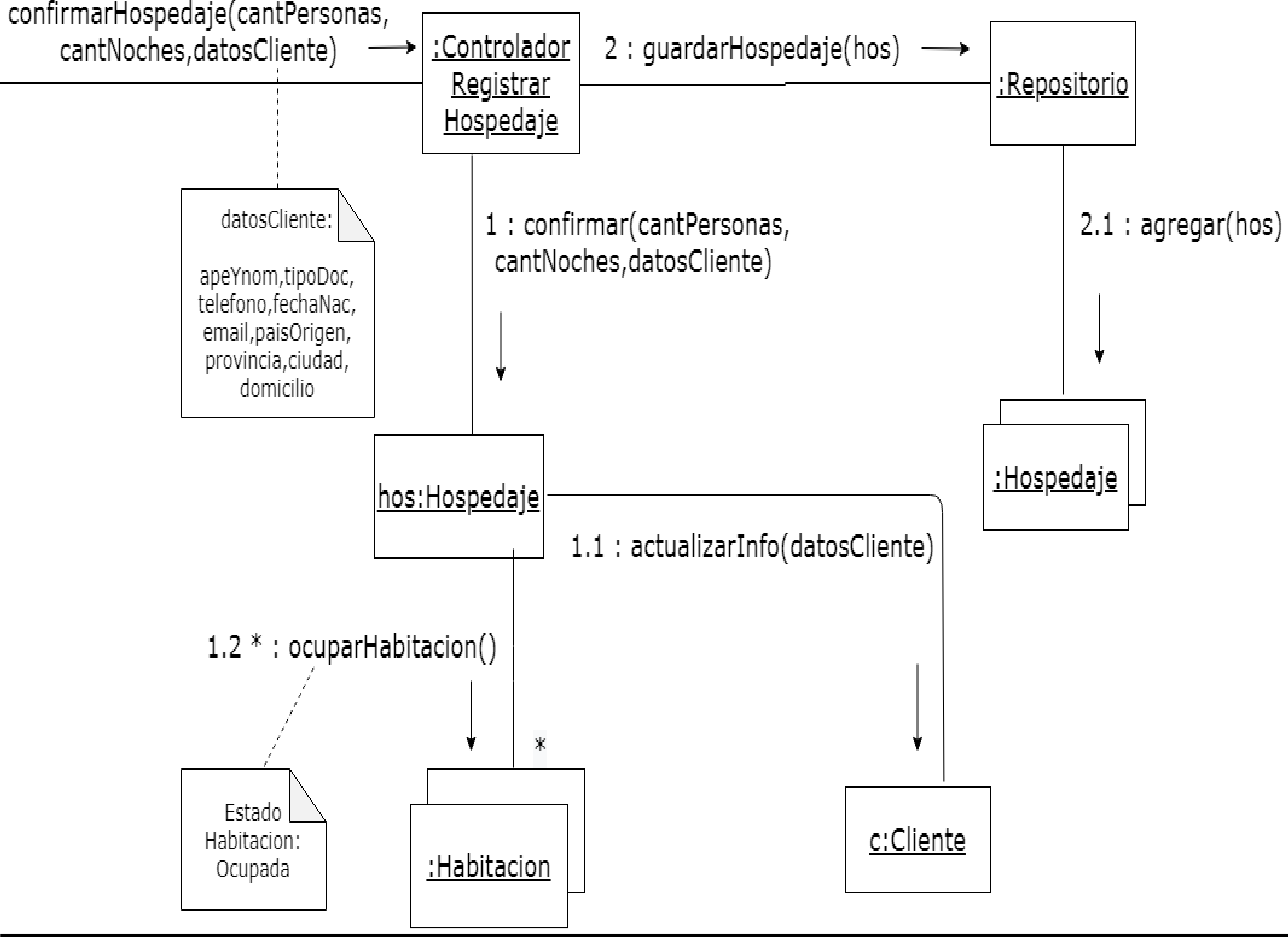 confirmarHospedaje(cantPersonas,
cantNoches,datosCliente)
:Controlador
Registrar
Hospedaje
2 : guardarHospedaje(hos)
:Repositorio
datosCliente:
apeYnom,tipoDoc,
telefono,fechaNac,
email,paisOrigen,
provincia,ciudad,
domicilio
1 : confirmar(cantPersonas,
cantNoches,datosCliente)
2.1 : agregar(hos)
hos:Hospedaje
:Hospedaje
1.1 : actualizarInfo(datosCliente)
1.2 * : ocuparHabitacion()
*
Estado
Habitacion:
Ocupada
:Habitacion
c:Cliente